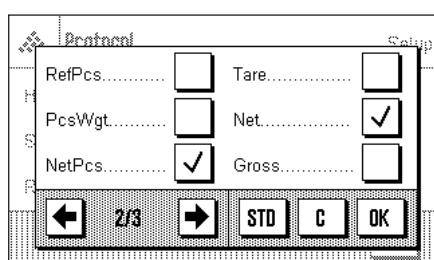 Protocol Setup
RefPcs........... Tare...............
PcsWgt.......... Net.................
NetPcs........... Gross............
2/3 STD C OK